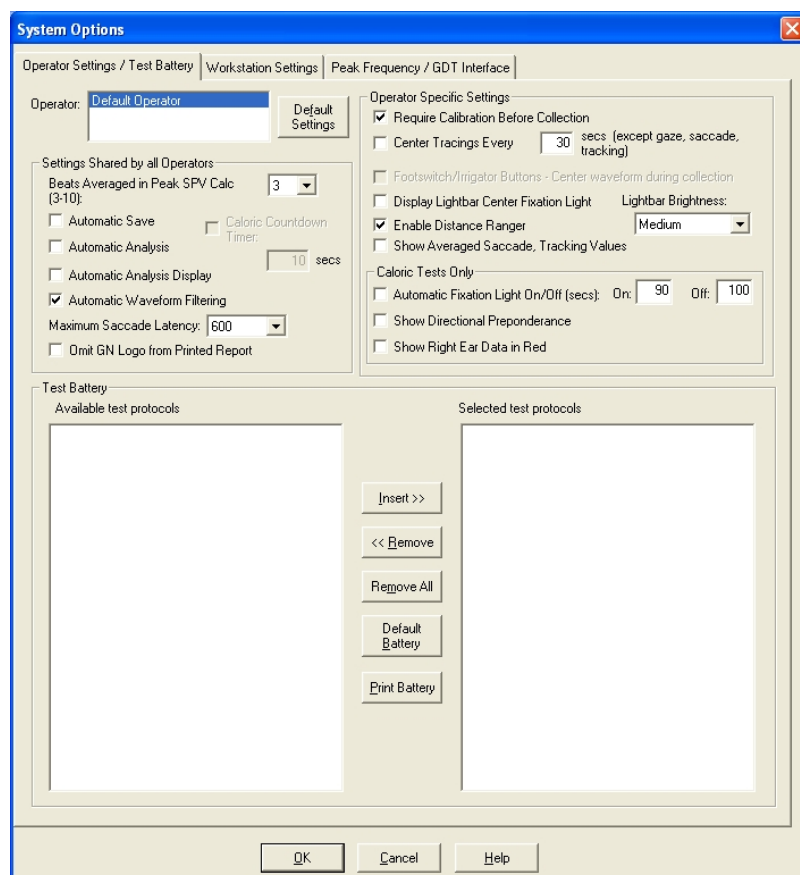 System Options
Operator Settings / Test Battery
Workstation Settings
Peak Frequency / GDT Interface
Operator:
Default Operator
Default
Settings
Settings Shared by all Operators
Beats Averaged in Peak SPV Calc
(3-10):
3
Automatic Save
Caloric Countdown
Timer:
10 secs
Automatic Analysis
Automatic Analysis Display
Automatic Waveform Filtering
Maximum Saccade Latency: 600
Omit GN Logo from Printed Report
Operator Specific Settings
Require Calibration Before Collection
Center Tracings Every 30 secs (except gaze, saccade,
tracking)
Footswitch/Irrigator Buttons - Center waveform during collection
Display Lightbar Center Fixation Light
Lightbar Brightness:
Medium
Enable Distance Ranger
Show Averaged Saccade, Tracking Values
Caloric Tests Only
Automatic Fixation Light On/Off (secs): On: 90 Off: 100
Show Directional Preponderance
Show Right Ear Data in Red
Test Battery
Available test protocols
Selected test protocols
Insert >>
<< Remove
Remove All
Default
Battery
Print Battery
OK
Cancel
Help